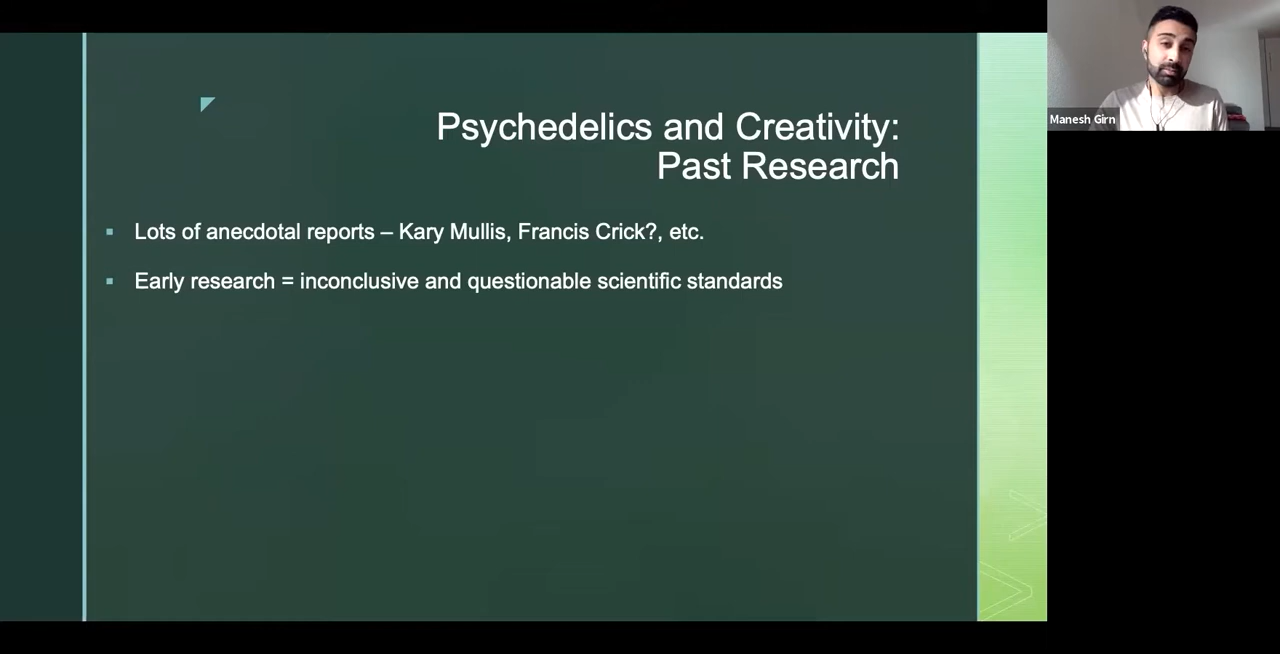 Psychedelics and Creativity:
Past Research
▪ Lots of anecdotal reports – Kary Mullis, Francis Crick?, etc.
▪ Early research = inconclusive and questionable scientific standards
Manesh Girn